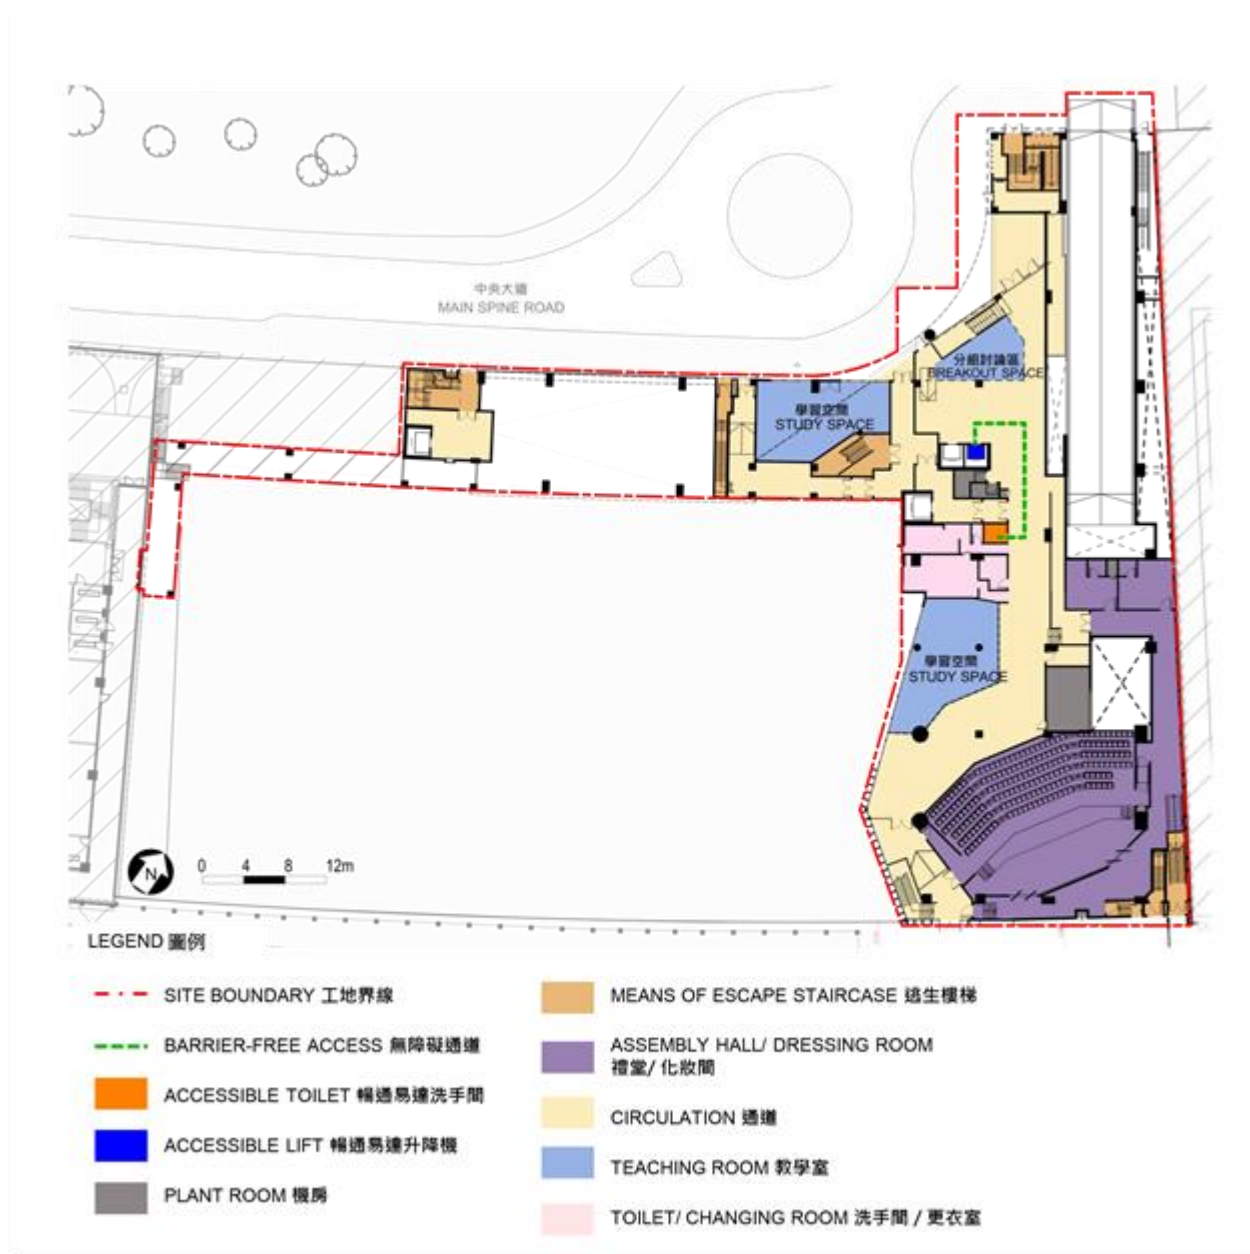 中央大道
MAIN SPINE ROAD
分組討論區
BREAKOUT SPACE
學習空間
STUDY SPACE
學習空間
STUDY SPACE
N
0 4 8 12m
LEGEND 圖例
SITE BOUNDARY 工地界線
BARRIER-FREE ACCESS 無障礙通道
ACCESSIBLE TOILET 暢通易達洗手間
ACCESSIBLE LIFT 暢通易達升降機
PLANT ROOM 機房
MEANS OF ESCAPE STAIRCASE 逃生樓梯
ASSEMBLY HALL/ DRESSING ROOM
禮堂/ 化妝間
CIRCULATION 通道
TEACHING ROOM 教學室
TOILET/ CHANGING ROOM 洗手間 / 更衣室